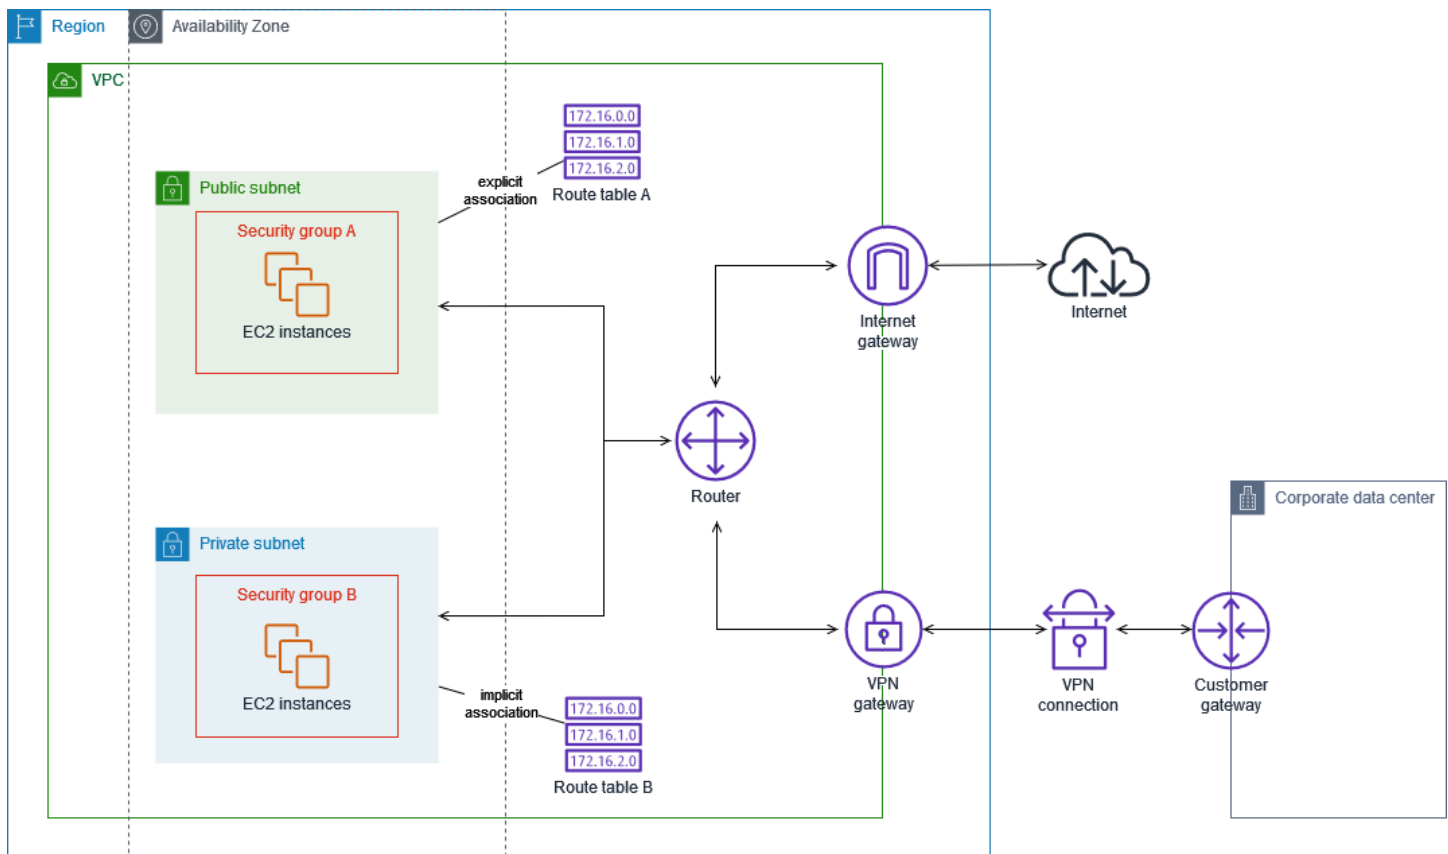 Region
Availability Zone
VPC
172.16.0.0
172.16.1.0
172.16.2.0
Route table A
explicit
association
Public subnet
Security group A
EC2 instances
Internet
gateway
Internet
Router
Corporate data center
Private subnet
Security group B
EC2 instances
implicit
association
172.16.0.0
172.16.1.0
172.16.2.0
Route table B
VPN
gateway
VPN
connection
Customer
gateway